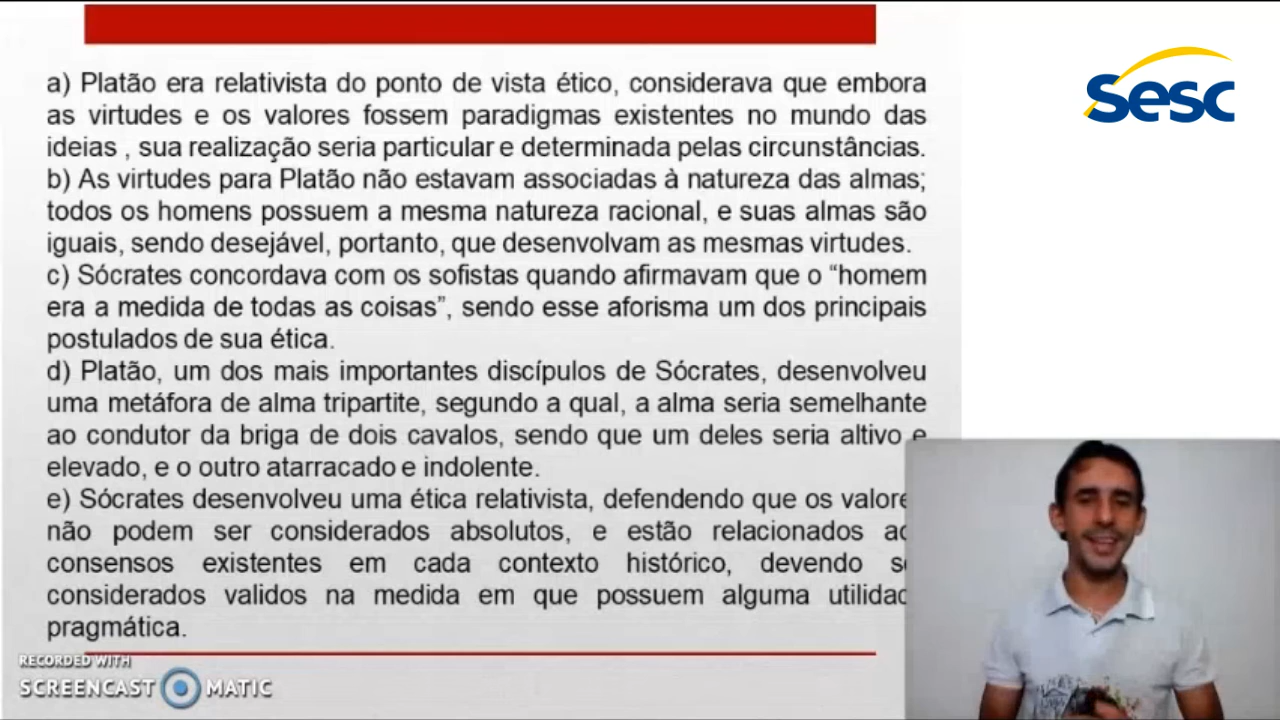 a) Platão era relativista do ponto de vista ético, considerava que embora
as virtudes e os valores fossem paradigmas existentes no mundo das
ideias , sua realização seria particular e determinada pelas circunstâncias.
b) As virtudes para Platão não estavam associadas à natureza das almas;
todos os homens possuem a mesma natureza racional, e suas almas são
iguais, sendo desejável, portanto, que desenvolvam as mesmas virtudes.
c) Sócrates concordava com os sofistas quando afirmavam que o “homem
era a medida de todas as coisas”, sendo esse aforisma um dos principais
postulados de sua ética.
d) Platão, um dos mais importantes discípulos de Sócrates, desenvolveu
uma metáfora de alma tripartite, segundo a qual, a alma seria semelhante
ao condutor da briga de dois cavalos, sendo que um deles seria altivo e
elevado, e o outro atarracado e indolente.
e) Sócrates desenvolveu uma ética relativista, defendendo que os
não podem ser considerados absolutos, e estão relacionados
consensos existentes em cada contexto histórico, devendo
considerados validos na medida em que possuem alguma
pragmática.
Sesc
RECORDED WITH
SCREENCAST MATIC